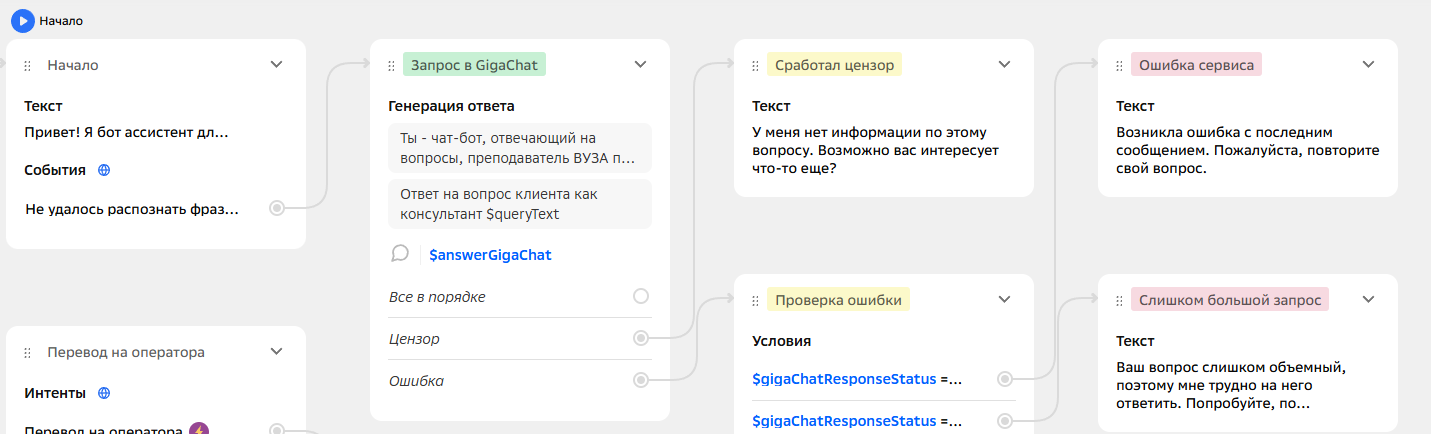 Начало
Начало
Текст
Привет! Я бот ассистент дл...
События
Не удалось распознать фраз...
Перевод на оператора
Интенты
Перевод на оператора
Запрос в GigaChat
Генерация ответа
Ты - чат-бот, отвечающий на
вопросы, преподаватель ВУЗА п...
Ответ на вопрос клиента как
консультант $queryText
$answerGigaChat
Все в порядке
Цензор
Ошибка
Сработал цензор
Текст
У меня нет информации по этому
вопросу. Возможно вас интересует
что-то еще?
Проверка ошибки
Условия
$gigaChatResponseStatus =...
$gigaChatResponseStatus =...
Ошибка сервиса
Текст
Возникла ошибка с последним
сообщением. Пожалуйста, повторите
свой вопрос.
Слишком большой запрос
Текст
Ваш вопрос слишком объемный,
поэтому мне трудно на него
ответить. Попробуйте, по...